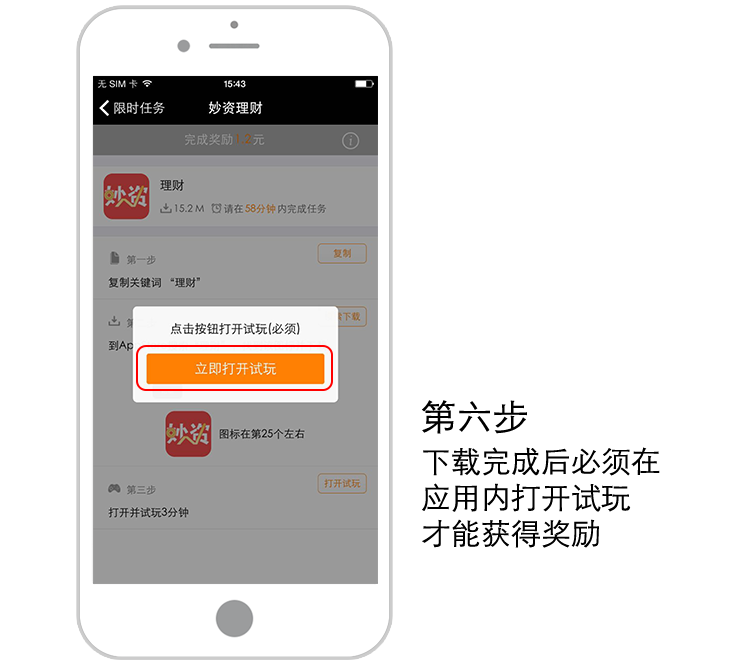 无 SIM 卡 15:43
限时任务 妙资理财
完成奖励1.2元
妙资 理财
15.2 M 请在 58分钟 内完成任务
第一步 复制
复制关键词 “理财”
第 下载
到Ap
点击按钮打开试玩(必须)
立即打开试玩
妙资 图标在第25个左右
第三步 打开试玩
打开并试玩3分钟
第六步
下载完成后必须在
应用内打开试玩
才能获得奖励